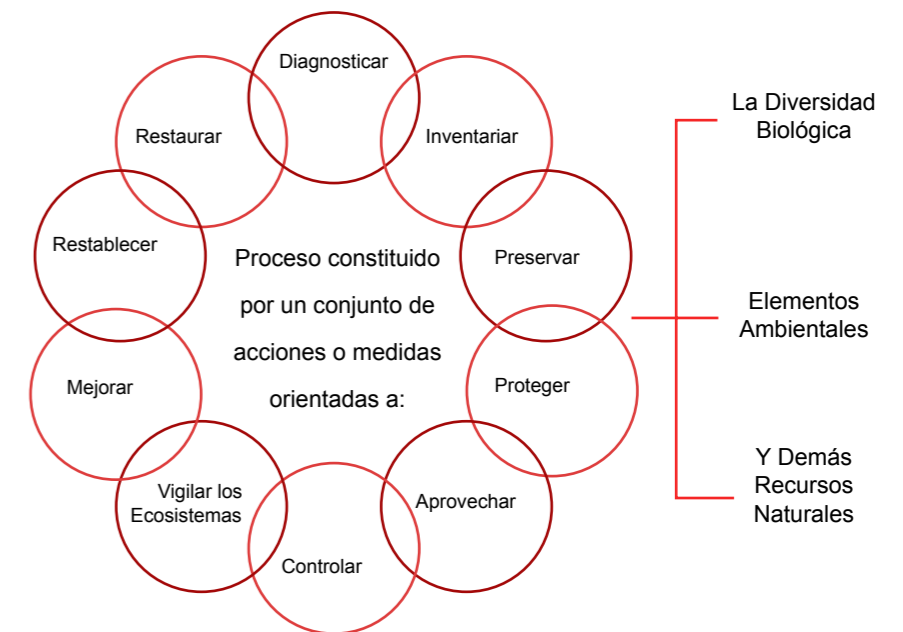 Diagnosticar
Inventariar
Preservar
Proteger
Aprovechar
Controlar
Vigilar los
Ecosistemas
Mejorar
Restablecer
Restaurar
Proceso constituido
por un conjunto de
acciones o medidas
orientadas a:
La Diversidad
Biológica
Elementos
Ambientales
Y Demás
Recursos
Naturales